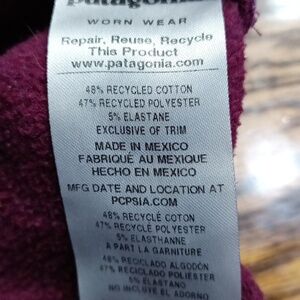 patagonia
WORN WEAR
Repair, Reuse, Recycle
This Product
www.patagonia.com
48% RECYCLED COTTON
47% RECYCLED POLYESTER
5% ELASTANE
EXCLUSIVE OF TRIM
MADE IN MEXICO
FABRIQUÉ AU MEXIQUE
HECHO EN MEXICO
MFG DATE AND LOCATION AT
PCPSIA.COM
48% RECYCLÉ COTON
47% RECYCLÉ POLYESTER
5% ÉLASTHANNE
A PART LA GARNITURE
48% RECICLADO ALGODÓN
47% RECICLADO POLIÉSTER
5% ELASTANO
NO INCLUYE EL ADORNO